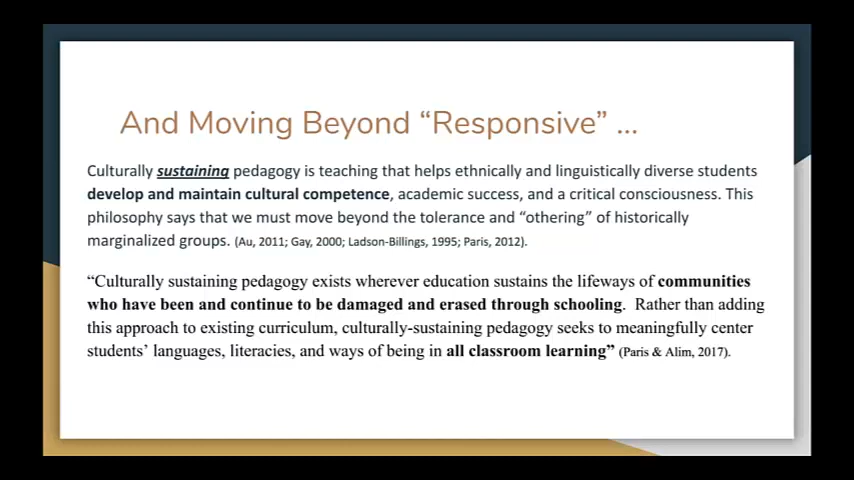 And Moving Beyond “Responsive” ...
Culturally sustaining pedagogy is teaching that helps ethnically and linguistically diverse students
develop and maintain cultural competence, academic success, and a critical consciousness. This
philosophy says that we must move beyond the tolerance and “othering” of historically
marginalized groups. (Au, 2011; Gay, 2000; Ladson-Billings, 1995; Paris, 2012).
“Culturally sustaining pedagogy exists wherever education sustains the lifeways of communities
who have been and continue to be damaged and erased through schooling. Rather than adding
this approach to existing curriculum, culturally-sustaining pedagogy seeks to meaningfully center
students’ languages, literacies, and ways of being in all classroom learning” (Paris & Alim, 2017).